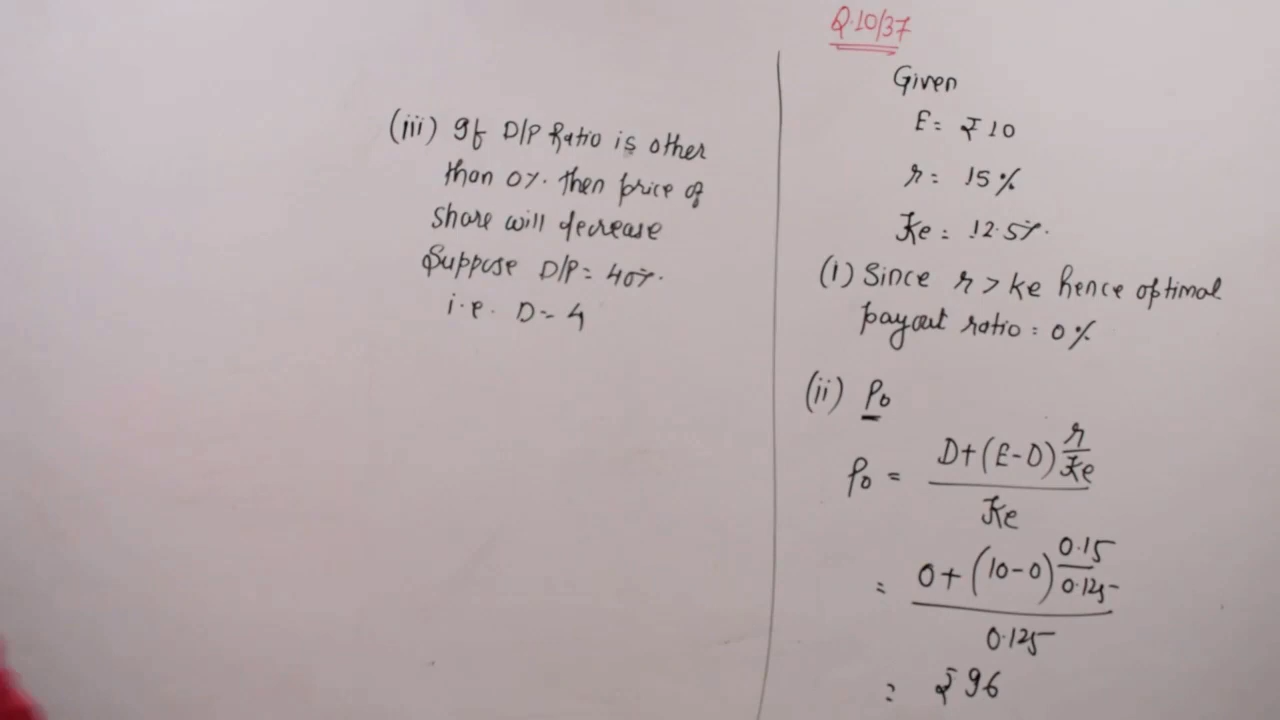 Q.10/37
Given
E = ₹10
r = 15%
Ke = 12.5%.
(i) Since r > Ke hence optimal
payout ratio = 0%
(ii) P₀
P₀ = D+(E-D) r/Ke
Ke
= 0+(10-0) 0.15/0.125
0.125
= ₹96
(iii) If D/P Ratio is other
than 0%. then price of
share will decrease
Suppose D/P = 40%.
i.e. D = 4